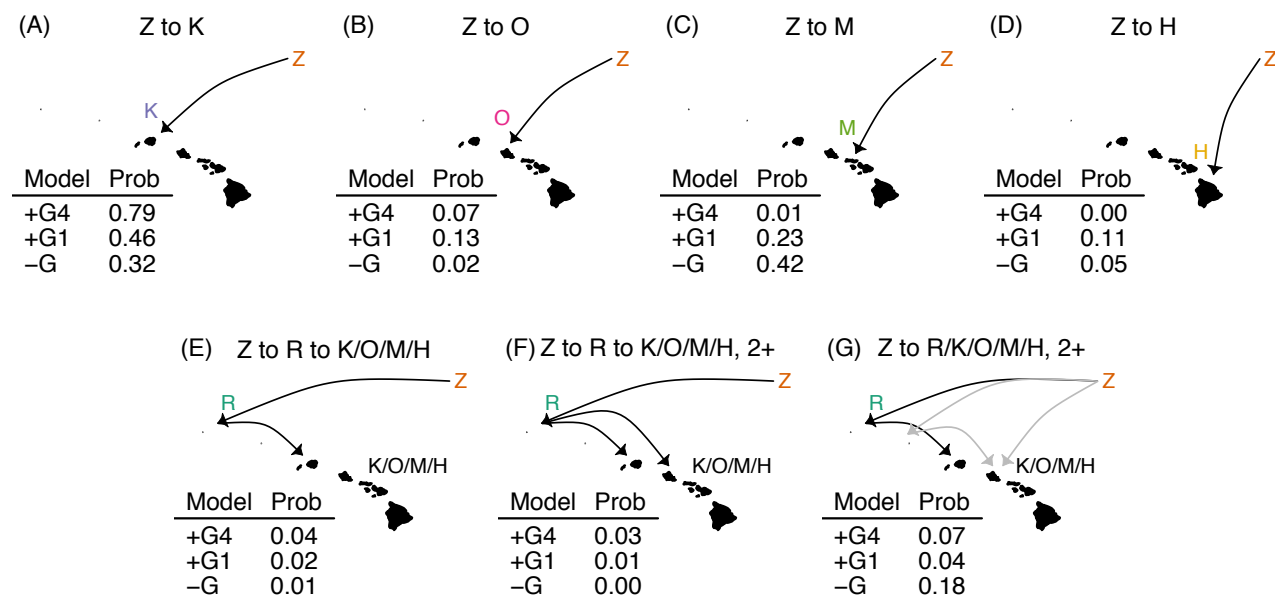 (A) Z to K
Z
K
Model Prob
+G4 0.79
+G1 0.46
−G 0.32
(B) Z to O
Z
O
Model Prob
+G4 0.07
+G1 0.13
−G 0.02
(C) Z to M
Z
M
Model Prob
+G4 0.01
+G1 0.23
−G 0.42
(D) Z to H
Z
H
Model Prob
+G4 0.00
+G1 0.11
−G 0.05
(E) Z to R to K/O/M/H
Z
R
K/O/M/H
Model Prob
+G4 0.04
+G1 0.02
−G 0.01
(F) Z to R to K/O/M/H, 2+
Z
R
K/O/M/H
Model Prob
+G4 0.03
+G1 0.01
−G 0.00
(G) Z to R/K/O/M/H, 2+
Z
R
K/O/M/H
Model Prob
+G4 0.07
+G1 0.04
−G 0.18